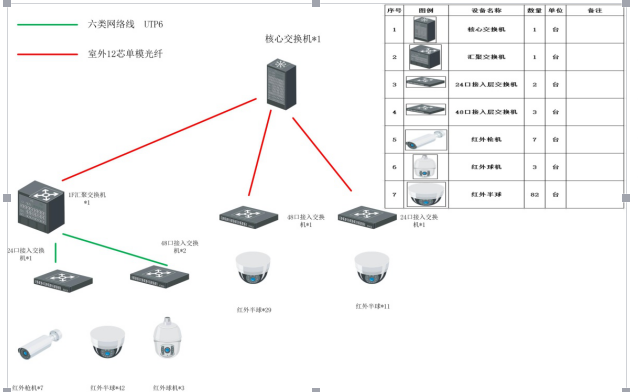 六类网络线 UTP6
室外12芯单模光纤
核心交换机*1
序号 图例 设备名称 数量 单位 备注
1 核心交换机 1 台
2 汇聚交换机 1 台
3 24口接入层交换机 2 台
4 48口接入层交换机 3 台
5 红外枪机 7 台
6 红外球机 3 台
7 红外半球 82 台
1F汇聚交换机
*1
48口接入交换
机*1
24口接入交换
机*1
24口接入交换
机*1
48口接入交换
机*2
红外半球*29
红外半球*11
红外枪机*7
红外半球*42
红外球机*3